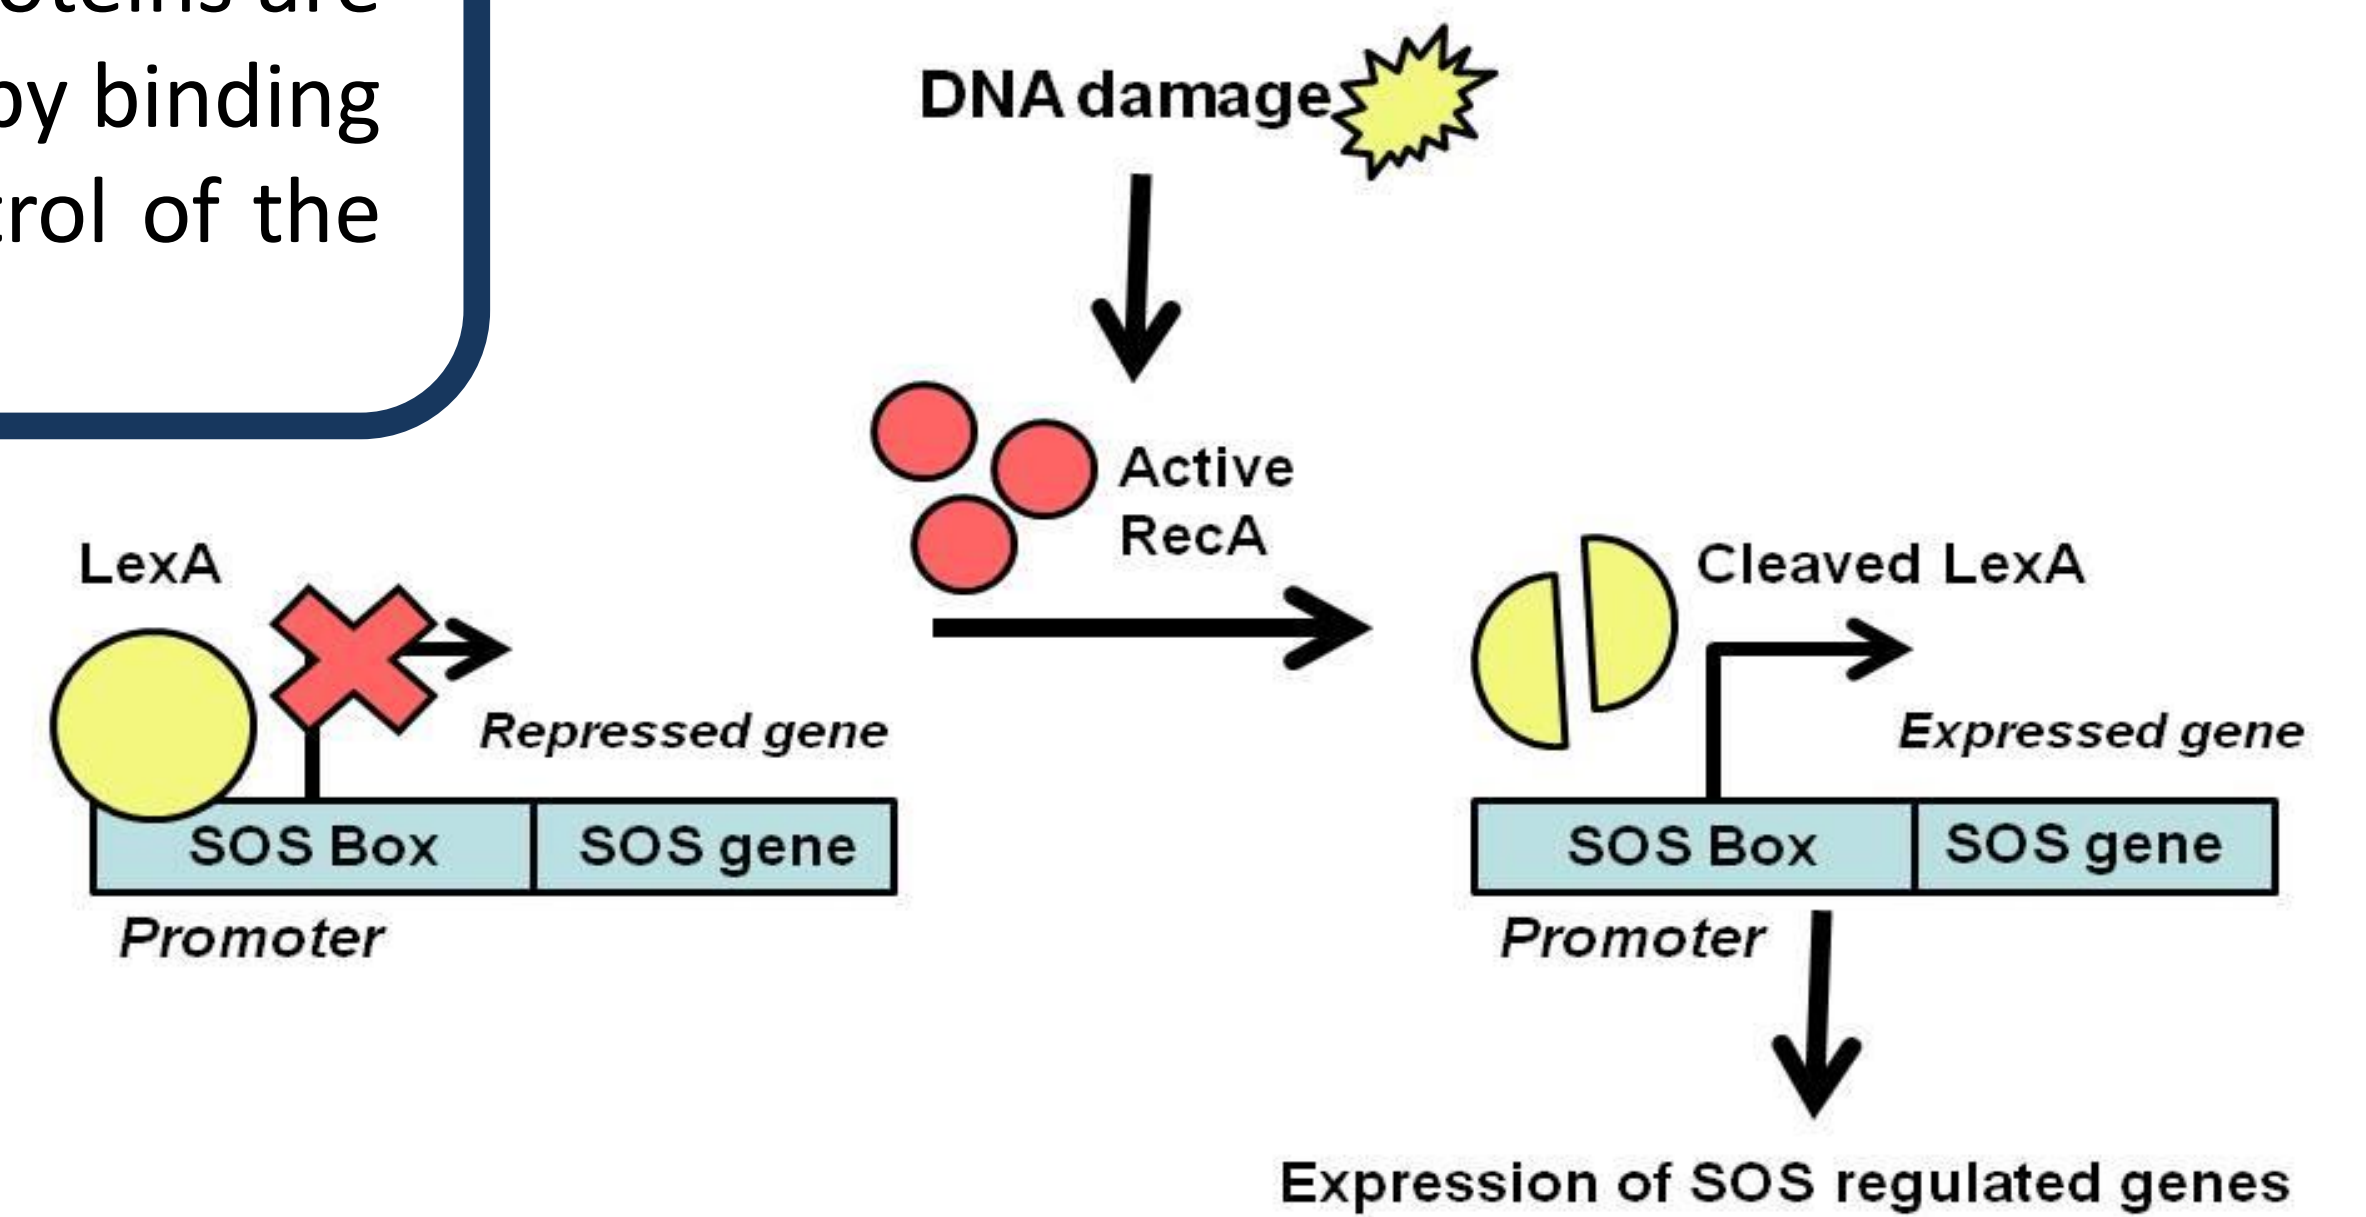 are
by binding
of the
DNA damage
Active
RecA
LexA
Cleaved LexA
Repressed gene
Expressed gene
SOS Box
SOS gene
SOS Box
SOS gene
Promoter
Promoter
Expression of SOS regulated genes